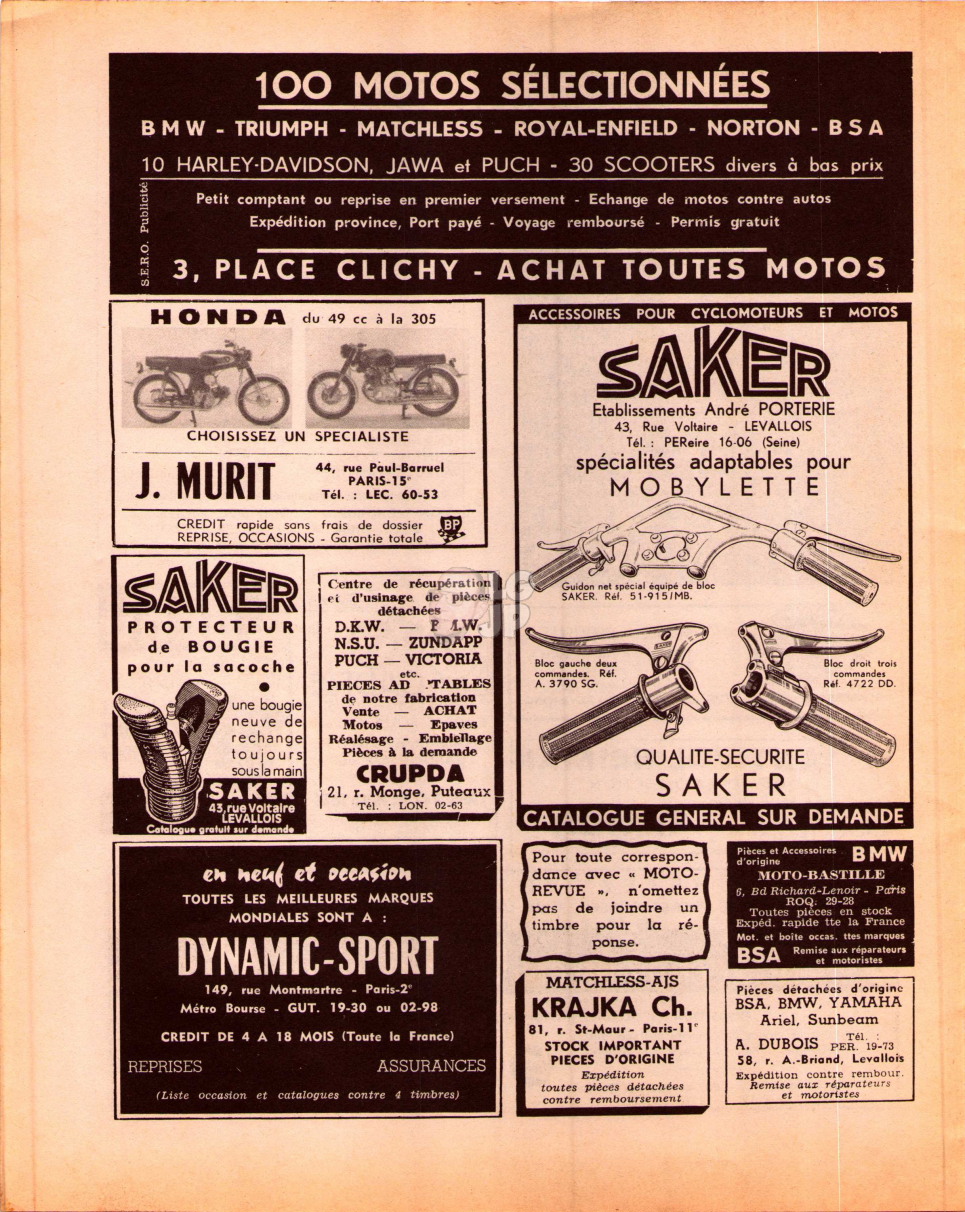 100 MOTOS SÉLECTIONNÉES
BMW - TRIUMPH - MATCHLESS - ROYAL-ENFIELD - NORTON - BSA
10 HARLEY-DAVIDSON, JAWA et PUCH - 30 SCOOTERS divers à bas prix
Petit comptant ou reprise en premier versement - Echange de motos contre autos
Expédition province, Port payé - Voyage remboursé - Permis gratuit
3, PLACE CLICHY - ACHAT TOUTES MOTOS
S.E.R.O. Publicité
HONDA du 49 cc à la 305
CHOISISSEZ UN SPECIALISTE
J. MURIT
44, rue Paul-Barruel
PARIS-15e
Tél. : LEC. 60-53
CREDIT rapide sans frais de dossier
REPRISE, OCCASIONS - Garantie totale
BP
ACCESSOIRES POUR CYCLOMOTEURS ET MOTOS
SAKER
Etablissements André PORTERIE
43, Rue Voltaire - LEVALLOIS
Tél. : PEReire 16-06 (Seine)
spécialités adaptables pour
MOBYLETTE
Guidon net spécial équipé de bloc
SAKER. Réf. 51-915/MB.
Bloc gauche deux
commandes. Réf.
A. 3790 SG.
Bloc droit trois
commandes
Réf. 4722 DD.
QUALITE-SECURITE
SAKER
CATALOGUE GENERAL SUR DEMANDE
SAKER
PROTECTEUR
de BOUGIE
pour la sacoche
une bougie
neuve de
rechange
toujours
sous la main
SAKER
43, rue Voltaire
LEVALLOIS
Catalogue gratuit sur demande
Centre de récupération
et d'usinage de pièces
détachées
D.K.W. —
N.S.U. — ZUNDAPP
PUCH — VICTORIA
etc.
PIECES
de notre fabrication
Vente — ACHAT
Motos — Epaves
Réalésage - Embiellage
Pièces à la demande
CRUPDA
21, r. Monge, Puteaux
Tél. : LON. 02-63
en neuf et occasion
TOUTES LES MEILLEURES MARQUES
MONDIALES SONT A :
DYNAMIC-SPORT
149, rue Montmartre - Paris-2e
Métro Bourse - GUT. 19-30 ou 02-98
CREDIT DE 4 A 18 MOIS (Toute la France)
REPRISES ASSURANCES
(Liste occasion et catalogues contre 4 timbres)
Pour toute correspon-
dance avec « MOTO-
REVUE », n'omettez
pas de joindre un
timbre pour la ré-
ponse.
Pièces et Accessoires
d'origine BMW
MOTO-BASTILLE
6, Bd Richard-Lenoir - Paris
ROQ. 29-28
Toutes pièces en stock
Expéd. rapide tte la France
Mot. et boite occas. ttes marques
BSA Remise aux réparateurs
et motoristes
MATCHLESS-AJS
KRAJKA Ch.
81, r. St-Maur - Paris-11e
STOCK IMPORTANT
PIECES D'ORIGINE
Expédition
toutes pièces détachées
contre remboursement
Pièces détachées d'origine
BSA, BMW, YAMAHA
Ariel, Sunbeam
A. DUBOIS Tél. :
PER. 19-73
58, r. A.-Briand, Levallois
Expédition contre rembour.
Remise aux réparateurs
et motoristes